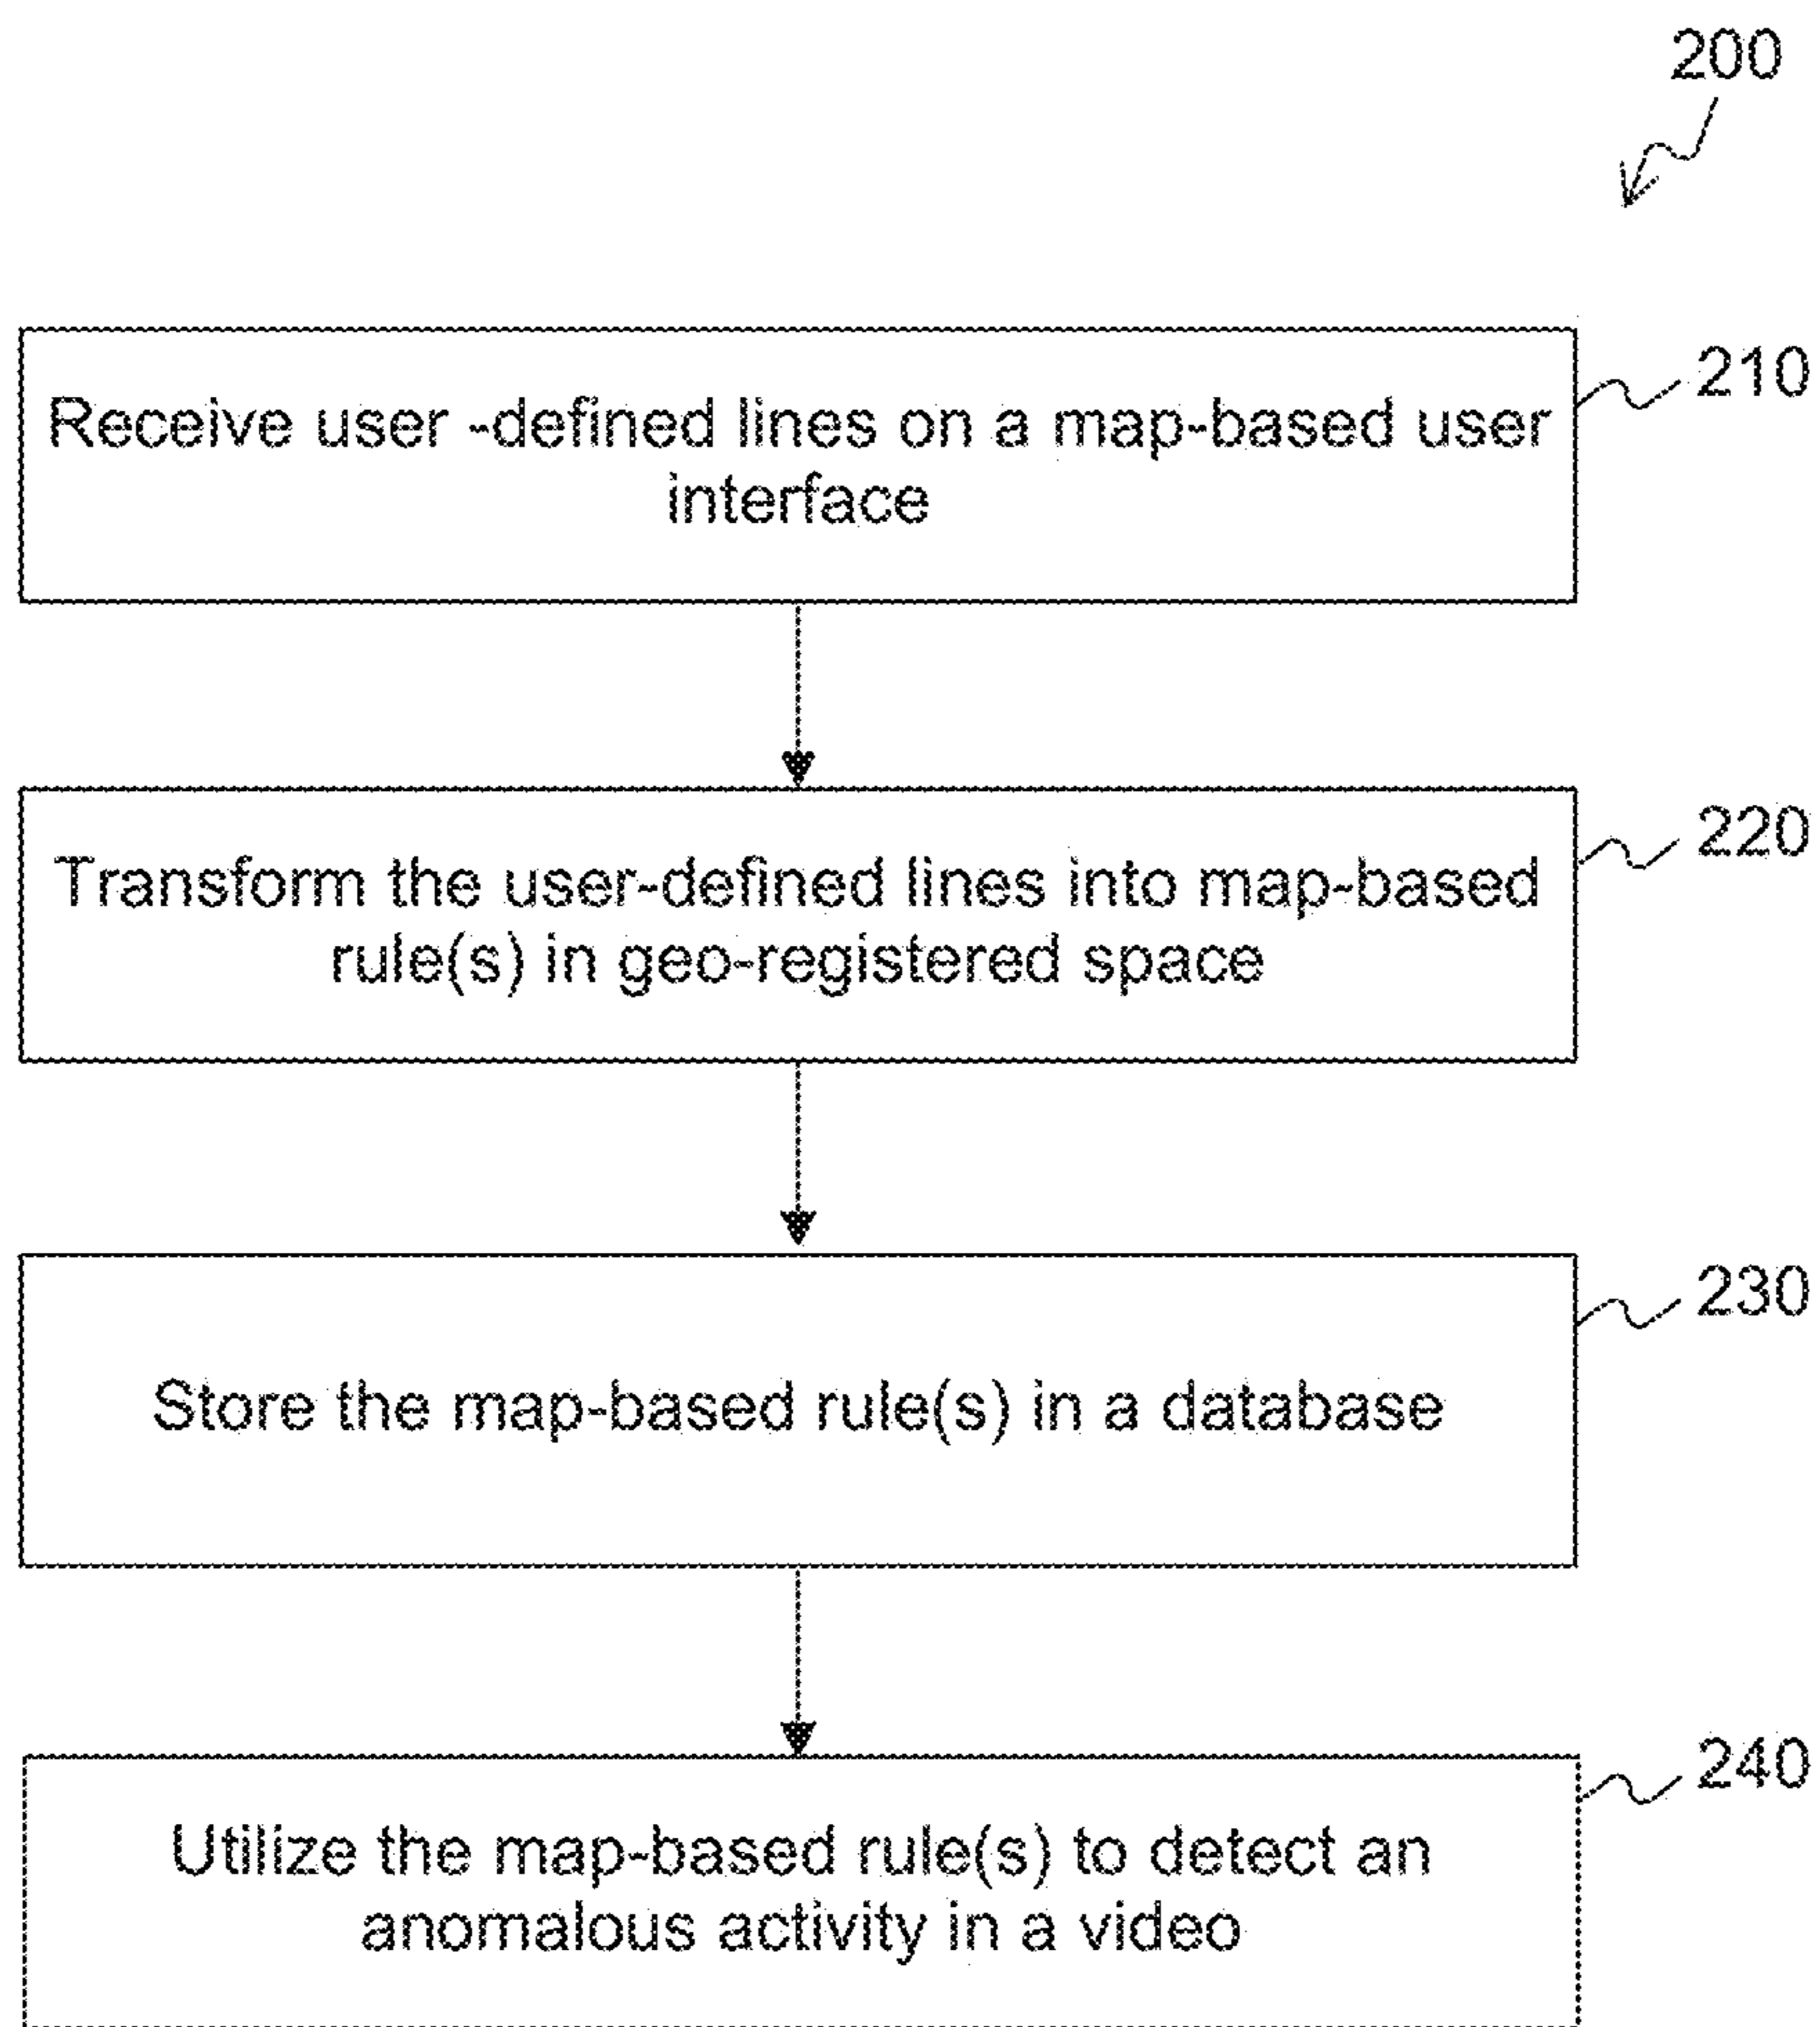 200
210
Receive user -defined lines on a map-based user
interface
220
Transform the user-defined lines into map-based
rule(s) in geo-registered space
230
Store the map-based rule(s) in a database
240
Utilize the map-based rule(s) to detect an
anomalous activity in a video